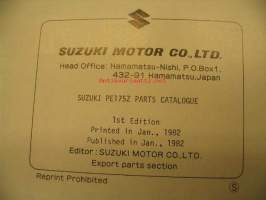 SUZUKI MOTOR CO.,LTD.
Head Office: Hamamatsu-Nishi, P.O.Box1,
432-91 Hamamatsu,Japan
SUZUKI PE175Z PARTS CATALOGUE
1st Edition
Printed in Jan., 1982
Published in Jan., 1982
Editor : SUZUKI MOTOR CO.,LTD.
Export parts section
Reprint Prohibited
S